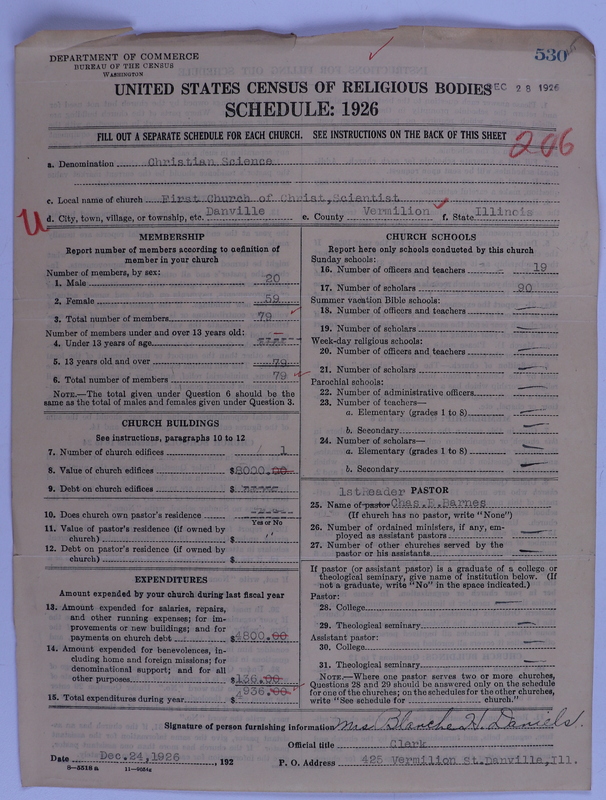 DEPARTMENT OF COMMERCE
BUREAU OF THE CENSUS
WASHINGTON
530
DEC 28 1926
UNITED STATES CENSUS OF RELIGIOUS BODIES
SCHEDULE: 1926
FILL OUT A SEPARATE SCHEDULE FOR EACH CHURCH. SEE INSTRUCTIONS ON THE BACK OF THIS SHEET
206
a. Denomination Christian Science
c. Local name of church First Church of Christ,Scientist
d. City, town, village, or township, etc. Danville e. County Vermilion f. State Illinois
MEMBERSHIP
Report number of members according to definition of
member in your church
Number of members, by sex:
1. Male 20
2. Female 59
3. Total number of members 79
Number of members under and over 13 years old:
4. Under 13 years of age
5. 13 years old and over 79
6. Total number of members 79
NOTE.—The total given under Question 6 should be the
same as the total of males and females given under Question 3.
CHURCH BUILDINGS
See instructions, paragraphs 10 to 12
7. Number of church edifices 1
8. Value of church edifices $8000.00
9. Debt on church edifices $
10. Does church own pastor's residence
Yes or No
11. Value of pastor's residence (if owned by
church) $
12. Debt on pastor's residence (if owned by
church) $
EXPENDITURES
Amount expended by your church during last fiscal year
13. Amount expended for salaries, repairs,
and other running expenses; for im-
provements or new buildings; and for
payments on church debt $4800.00
14. Amount expended for benevolences, in-
cluding home and foreign missions; for
denominational support; and for all
other purposes $136.00
15. Total expenditures during year $4936.00
CHURCH SCHOOLS
Report here only schools conducted by this church
Sunday schools:
16. Number of officers and teachers 19
17. Number of scholars 90
Summer vacation Bible schools:
18. Number of officers and teachers
19. Number of scholars
Week-day religious schools:
20. Number of officers and teachers
21. Number of scholars
Parochial schools:
22. Number of administrative officers
23. Number of teachers—
a. Elementary (grades 1 to 8)
b. Secondary
24. Number of scholars—
a. Elementary (grades 1 to 8)
b. Secondary
1stReader PASTOR
25. Name of pastor Chas.E.Barnes
(If church has no pastor, write "None")
26. Number of ordained ministers, if any, em-
ployed as assistant pastors
27. Number of other churches served by the
pastor or his assistants
If pastor (or assistant pastor) is a graduate of a college or
theological seminary, give name of institution below. (If
not a graduate, write "No" in the space indicated.)
Pastor:
28. College
29. Theological seminary
Assistant pastor:
30. College
31. Theological seminary
NOTE.—Where one pastor serves two or more churches,
Questions 28 and 29 should be answered only on the schedule
for one of the churches; on the schedules for the other churches,
write "See schedule for church."
Signature of person furnishing information Mrs Blanche H. Daniels.
Official title Clerk
Date Dec.24,1926 , 192 P. O. Address 425 Vermilion St.Danville,Ill.
8—5518 a 11—9054a